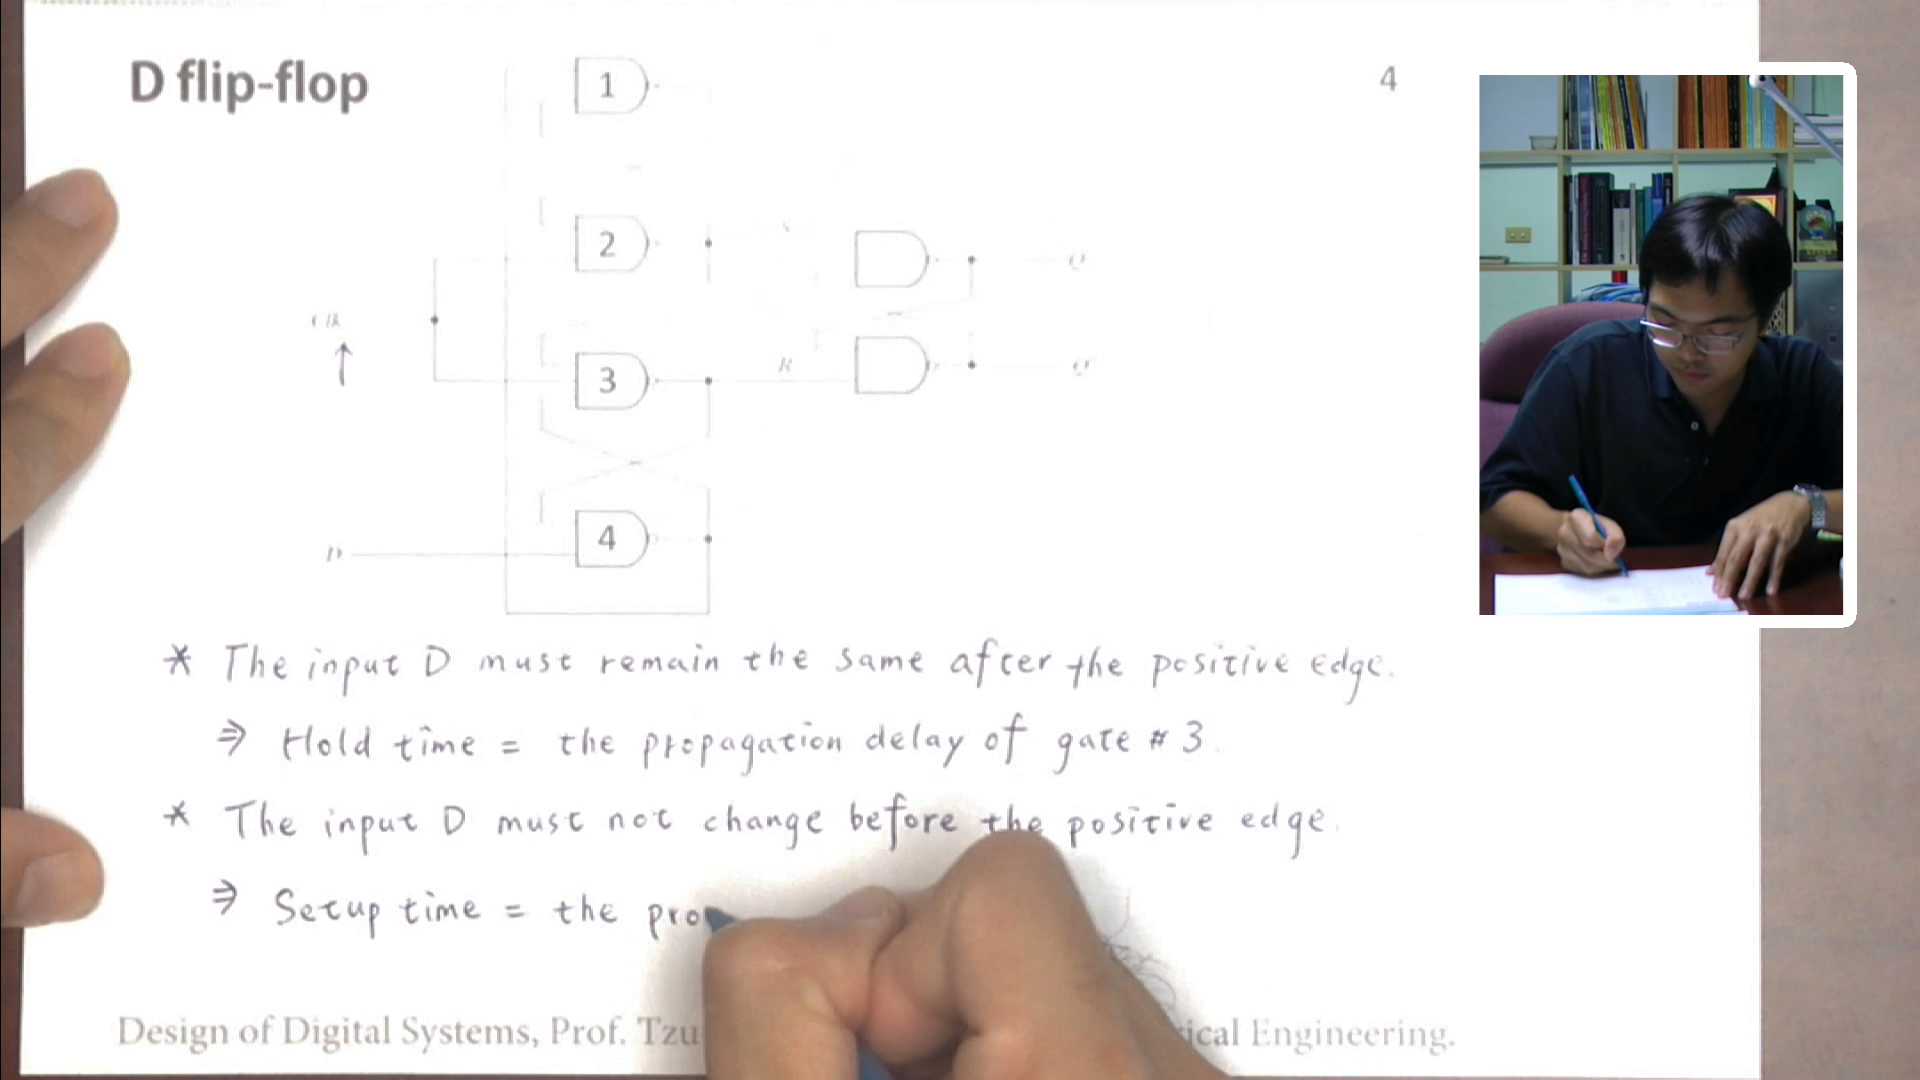 D flip-flop
4
1
2
3
4
Clk
R
D
* The input D must remain the same after the positive edge.
⇒ Hold time = the propagation delay of gate # 3.
* The input D must not change before the positive edge.
⇒ Setup time = the pro
Design of Digital Systems, Prof. Tzu
ical Engineering.